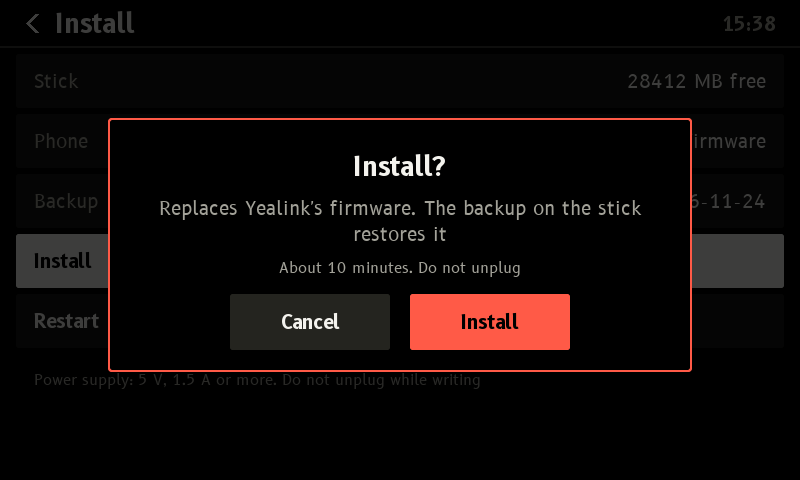 Install
15:38
Stick
28412 MB free
Phone
irmware
Backup
6-11-24
Install?
Replaces Yealink's firmware. The backup on the stick
restores it
About 10 minutes. Do not unplug
Install
Cancel
Install
Restart
Power supply: 5 V, 1.5 A or more. Do not unplug while writing